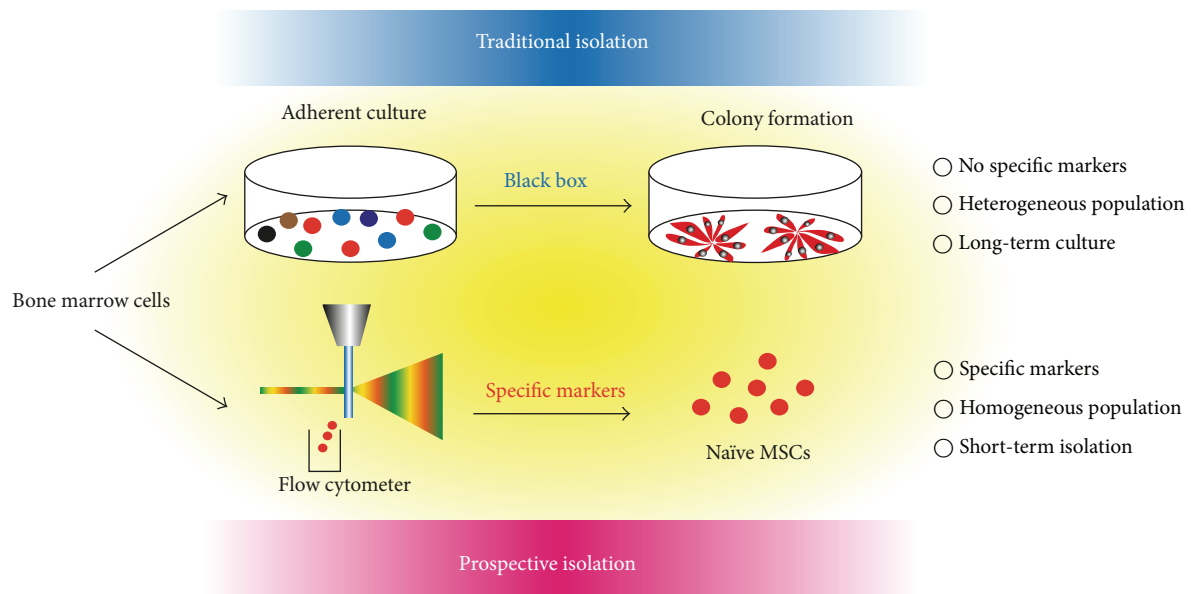 Traditional isolation
Adherent culture
Colony formation
Black box
No specific markers
Heterogeneous population
Long-term culture
Bone marrow cells
Specific markers
Flow cytometer
Naïve MSCs
Specific markers
Homogeneous population
Short-term isolation
Prospective isolation